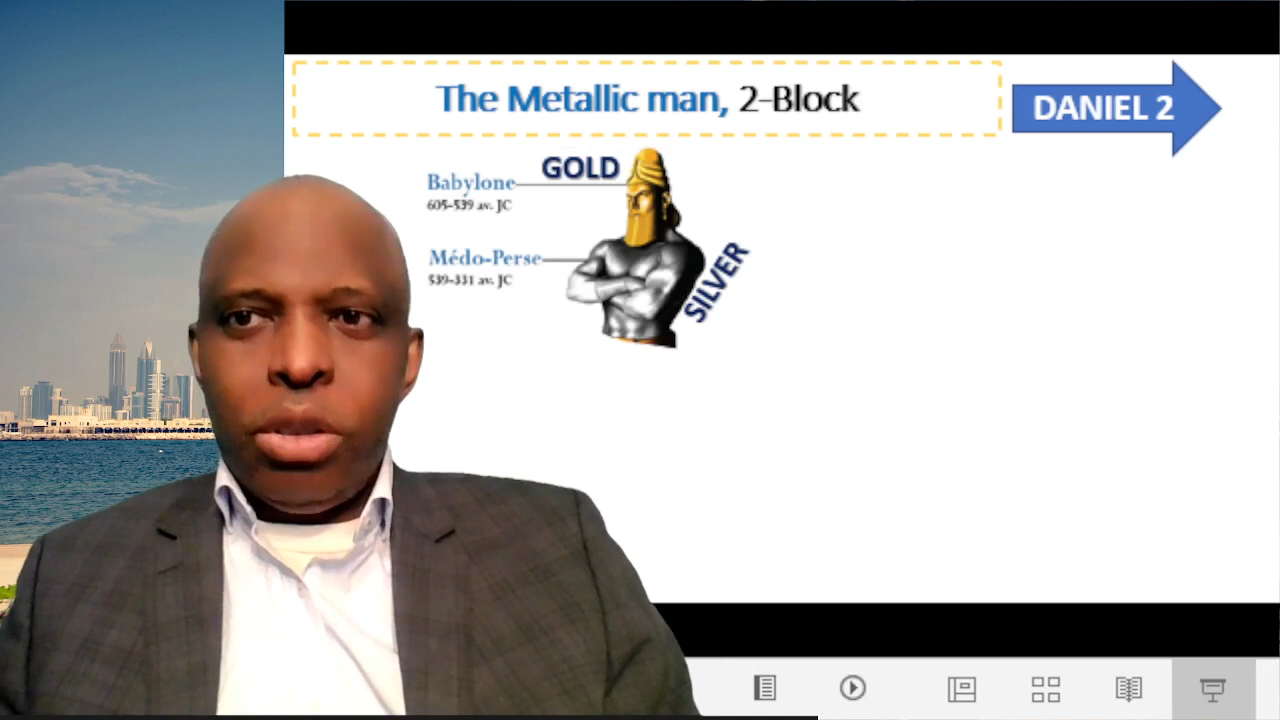 The Metallic man, 2-Block
DANIEL 2
GOLD
Babylone
605-539 av. JC
Médo-Perse
539-331 av. JC
SILVER